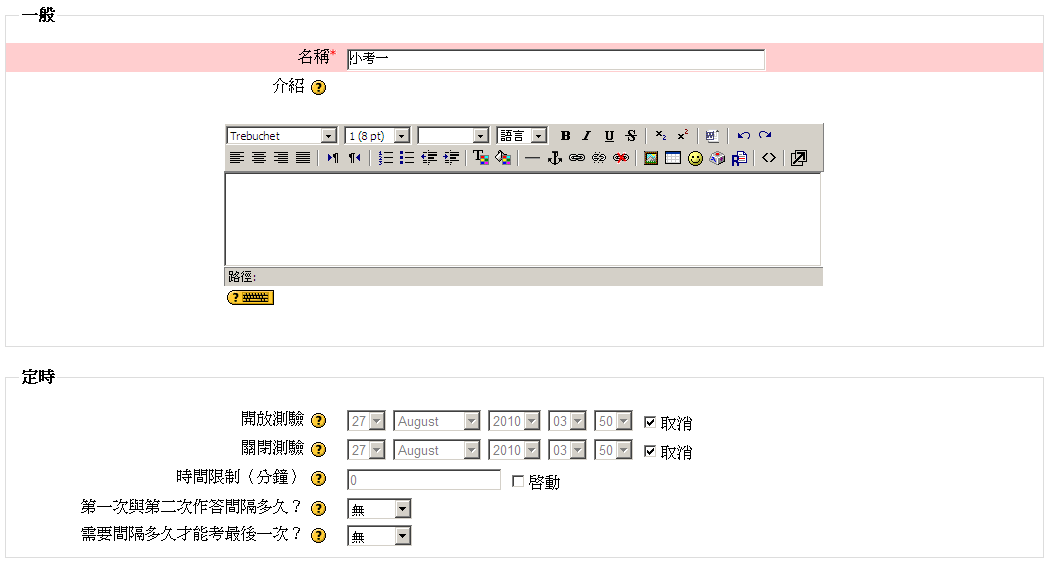 一般
名稱*
小考一
介紹 ?
Trebuchet 1 (8 pt) 語言 B I U S x₂ x²
路徑:
?
定時
開放測驗 ? 27 August 2010 03 50 取消
關閉測驗 ? 27 August 2010 03 50 取消
時間限制（分鐘） ? 0 啓動
第一次與第二次作答間隔多久？ ? 無
需要間隔多久才能考最後一次？ ? 無